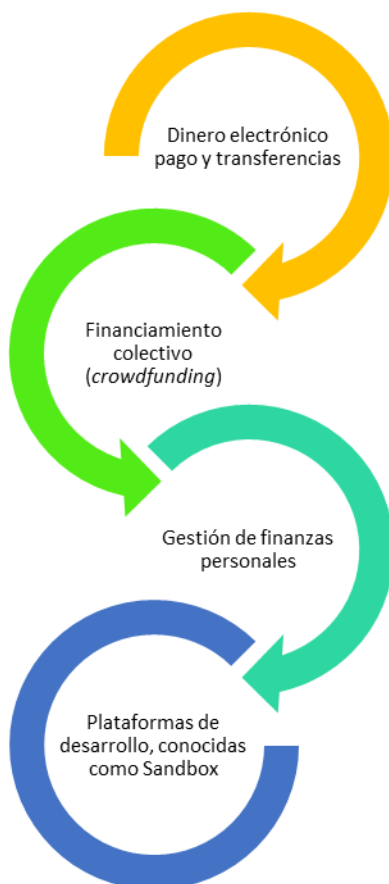 Dinero electrónico
pago y transferencias
Financiamiento
colectivo
(crowdfunding)
Gestión de finanzas
personales
Plataformas de
desarrollo, conocidas
como Sandbox